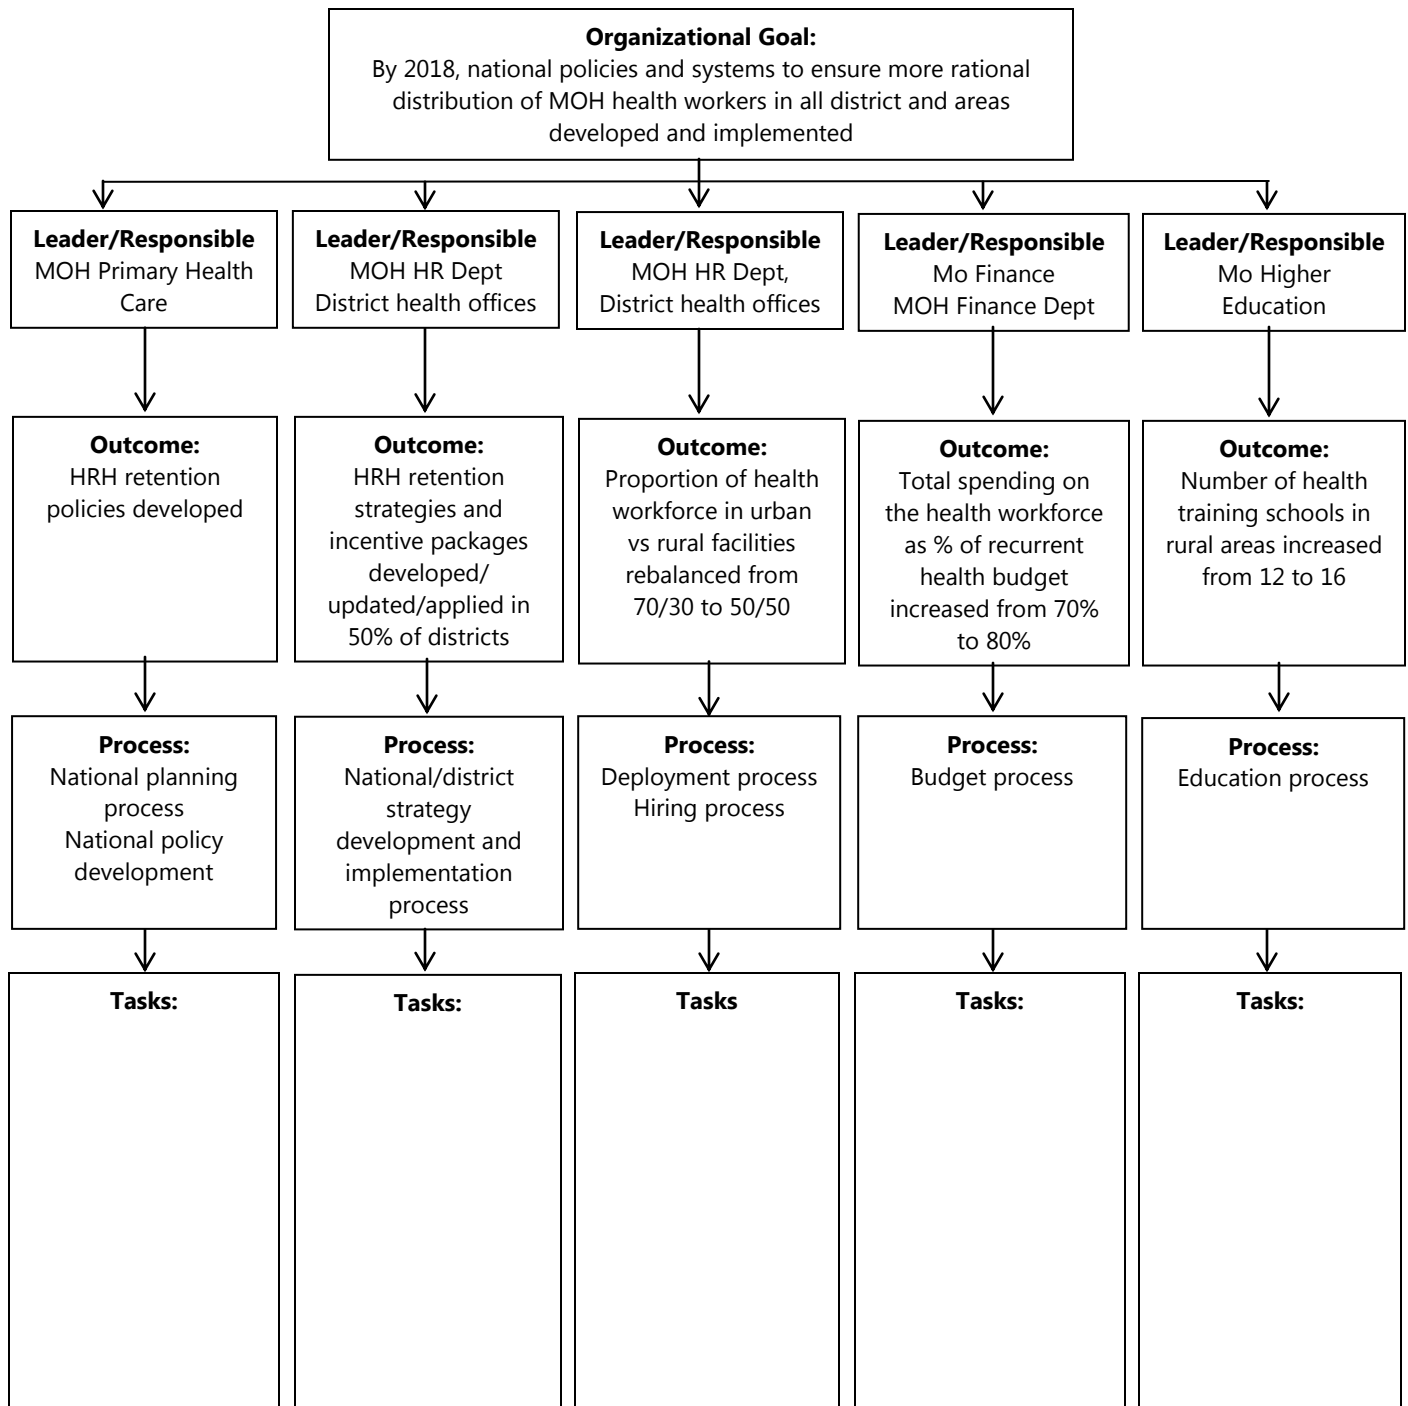 Organizational Goal:
By 2018, national policies and systems to ensure more rational
distribution of MOH health workers in all district and areas
developed and implemented
Leader/Responsible
MOH Primary Health
Care
Leader/Responsible
MOH HR Dept
District health offices
Leader/Responsible
MOH HR Dept,
District health offices
Leader/Responsible
Mo Finance
MOH Finance Dept
Leader/Responsible
Mo Higher
Education
Outcome:
HRH retention
policies developed
Outcome:
HRH retention
strategies and
incentive packages
developed/
updated/applied in
50% of districts
Outcome:
Proportion of health
workforce in urban
vs rural facilities
rebalanced from
70/30 to 50/50
Outcome:
Total spending on
the health workforce
as % of recurrent
health budget
increased from 70%
to 80%
Outcome:
Number of health
training schools in
rural areas increased
from 12 to 16
Process:
National planning
process
National policy
development
Process:
National/district
strategy
development and
implementation
process
Process:
Deployment process
Hiring process
Process:
Budget process
Process:
Education process
Tasks:
Tasks:
Tasks
Tasks:
Tasks: